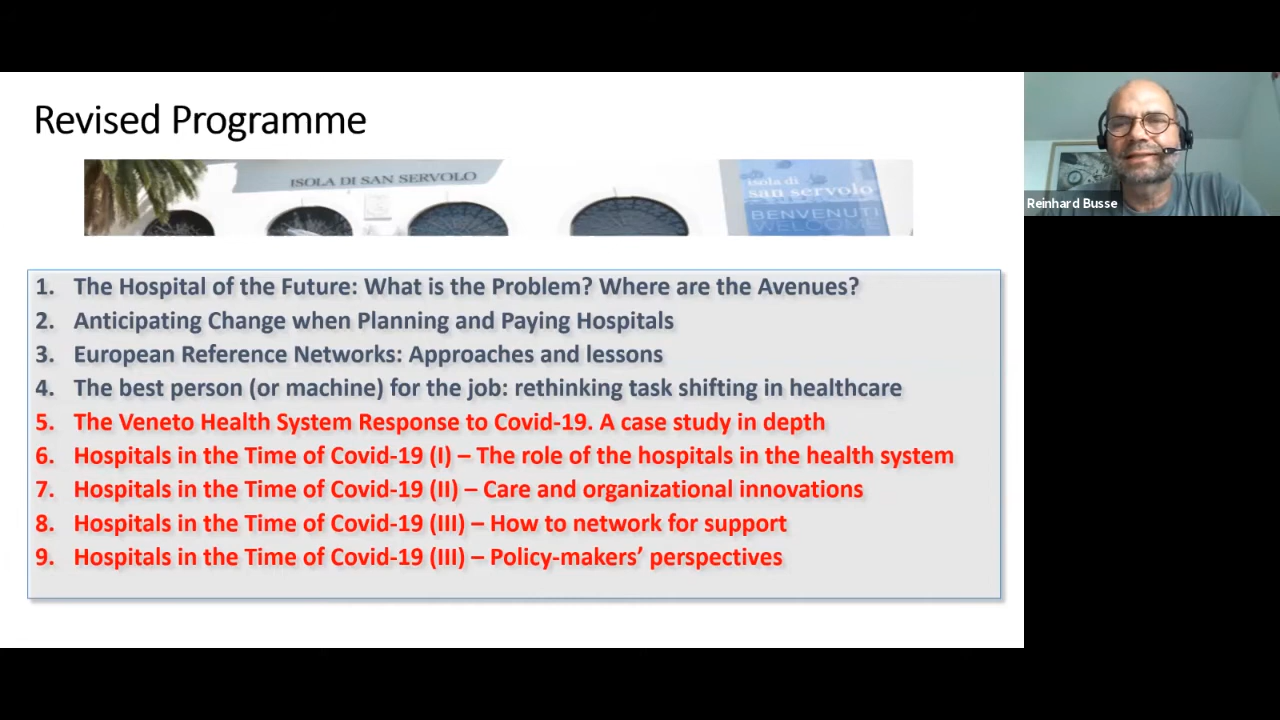 Revised Programme
ISOLA DI SAN SERVOLO
isola di
san servolo
BENVENUTI
WELCOME
Reinhard Busse
1. The Hospital of the Future: What is the Problem? Where are the Avenues?
2. Anticipating Change when Planning and Paying Hospitals
3. European Reference Networks: Approaches and lessons
4. The best person (or machine) for the job: rethinking task shifting in healthcare
5. The Veneto Health System Response to Covid-19. A case study in depth
6. Hospitals in the Time of Covid-19 (I) – The role of the hospitals in the health system
7. Hospitals in the Time of Covid-19 (II) – Care and organizational innovations
8. Hospitals in the Time of Covid-19 (III) – How to network for support
9. Hospitals in the Time of Covid-19 (III) – Policy-makers’ perspectives